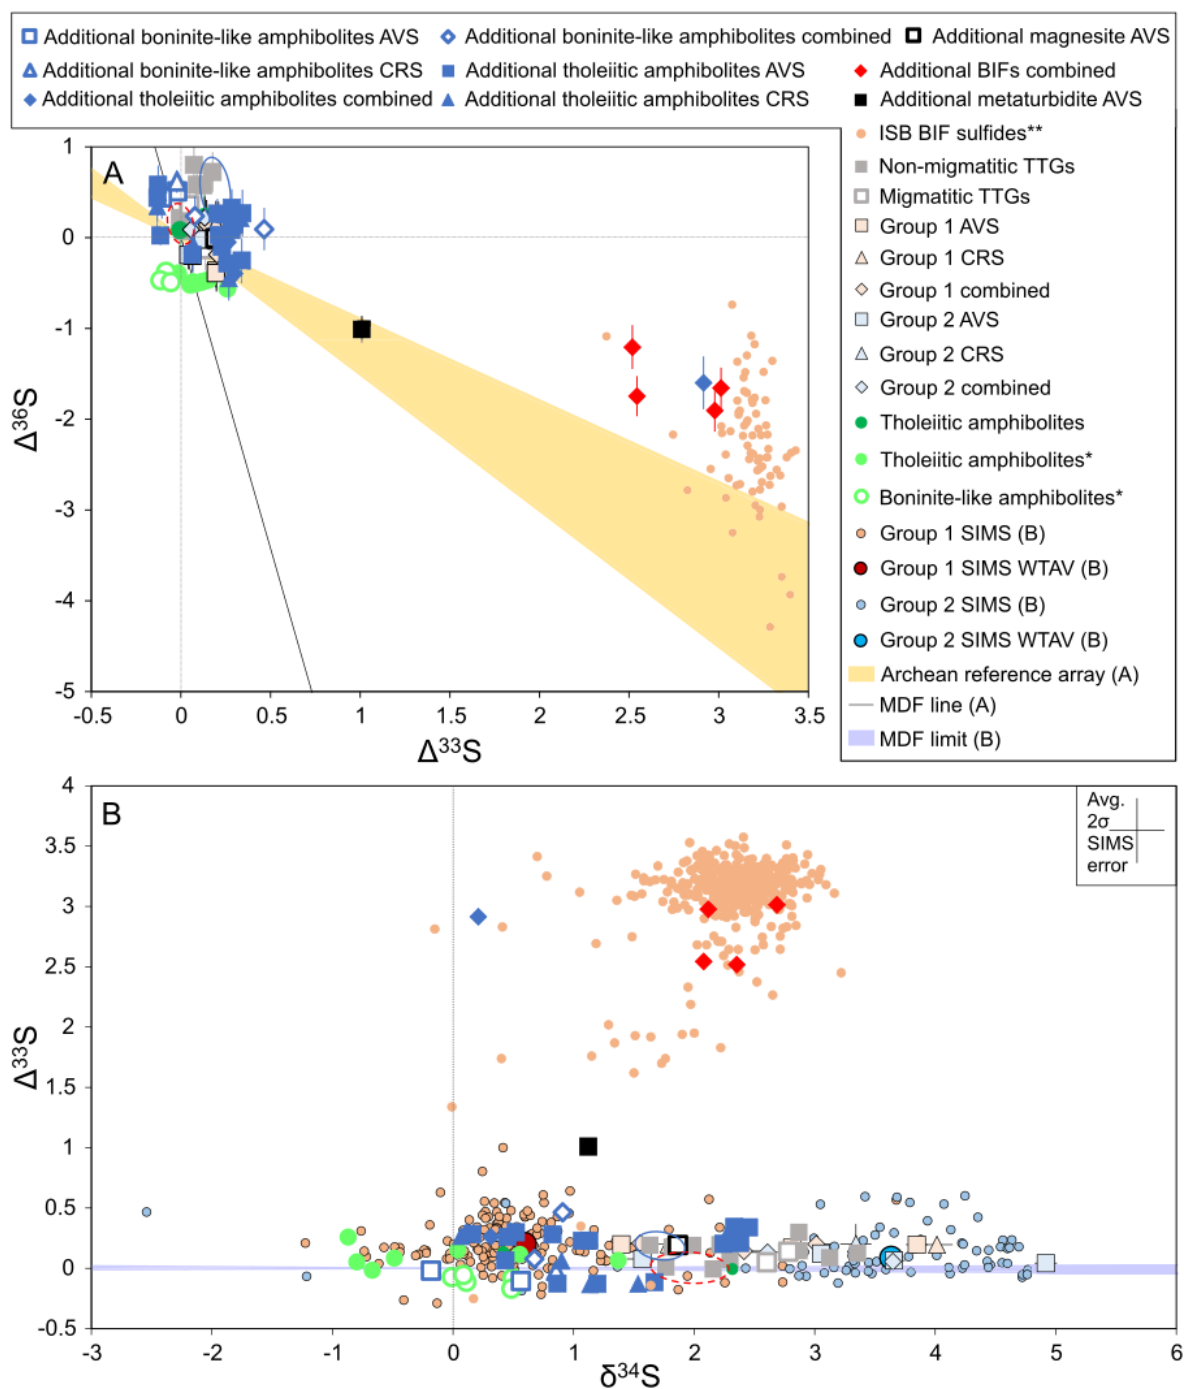 Additional boninite-like amphibolites AVS
Additional boninite-like amphibolites combined
Additional magnesite AVS
Additional boninite-like amphibolites CRS
Additional tholeiitic amphibolites AVS
Additional BIFs combined
Additional tholeiitic amphibolites combined
Additional tholeiitic amphibolites CRS
Additional metaturbidite AVS
ISB BIF sulfides**
Non-migmatitic TTGs
Migmatitic TTGs
Group 1 AVS
Group 1 CRS
Group 1 combined
Group 2 AVS
Group 2 CRS
Group 2 combined
Tholeiitic amphibolites
Tholeiitic amphibolites*
Boninite-like amphibolites*
Group 1 SIMS (B)
Group 1 SIMS WTAV (B)
Group 2 SIMS (B)
Group 2 SIMS WTAV (B)
Archean reference array (A)
MDF line (A)
MDF limit (B)
A
1
0
-1
-2
-3
-4
-5
Δ³⁶S
-0.5 0 0.5 1 1.5 2 2.5 3 3.5
Δ³³S
B
Avg.
2σ
SIMS
error
4
3.5
3
2.5
2
1.5
1
0.5
0
-0.5
Δ³³S
-3 -2 -1 0 1 2 3 4 5 6
δ³⁴S